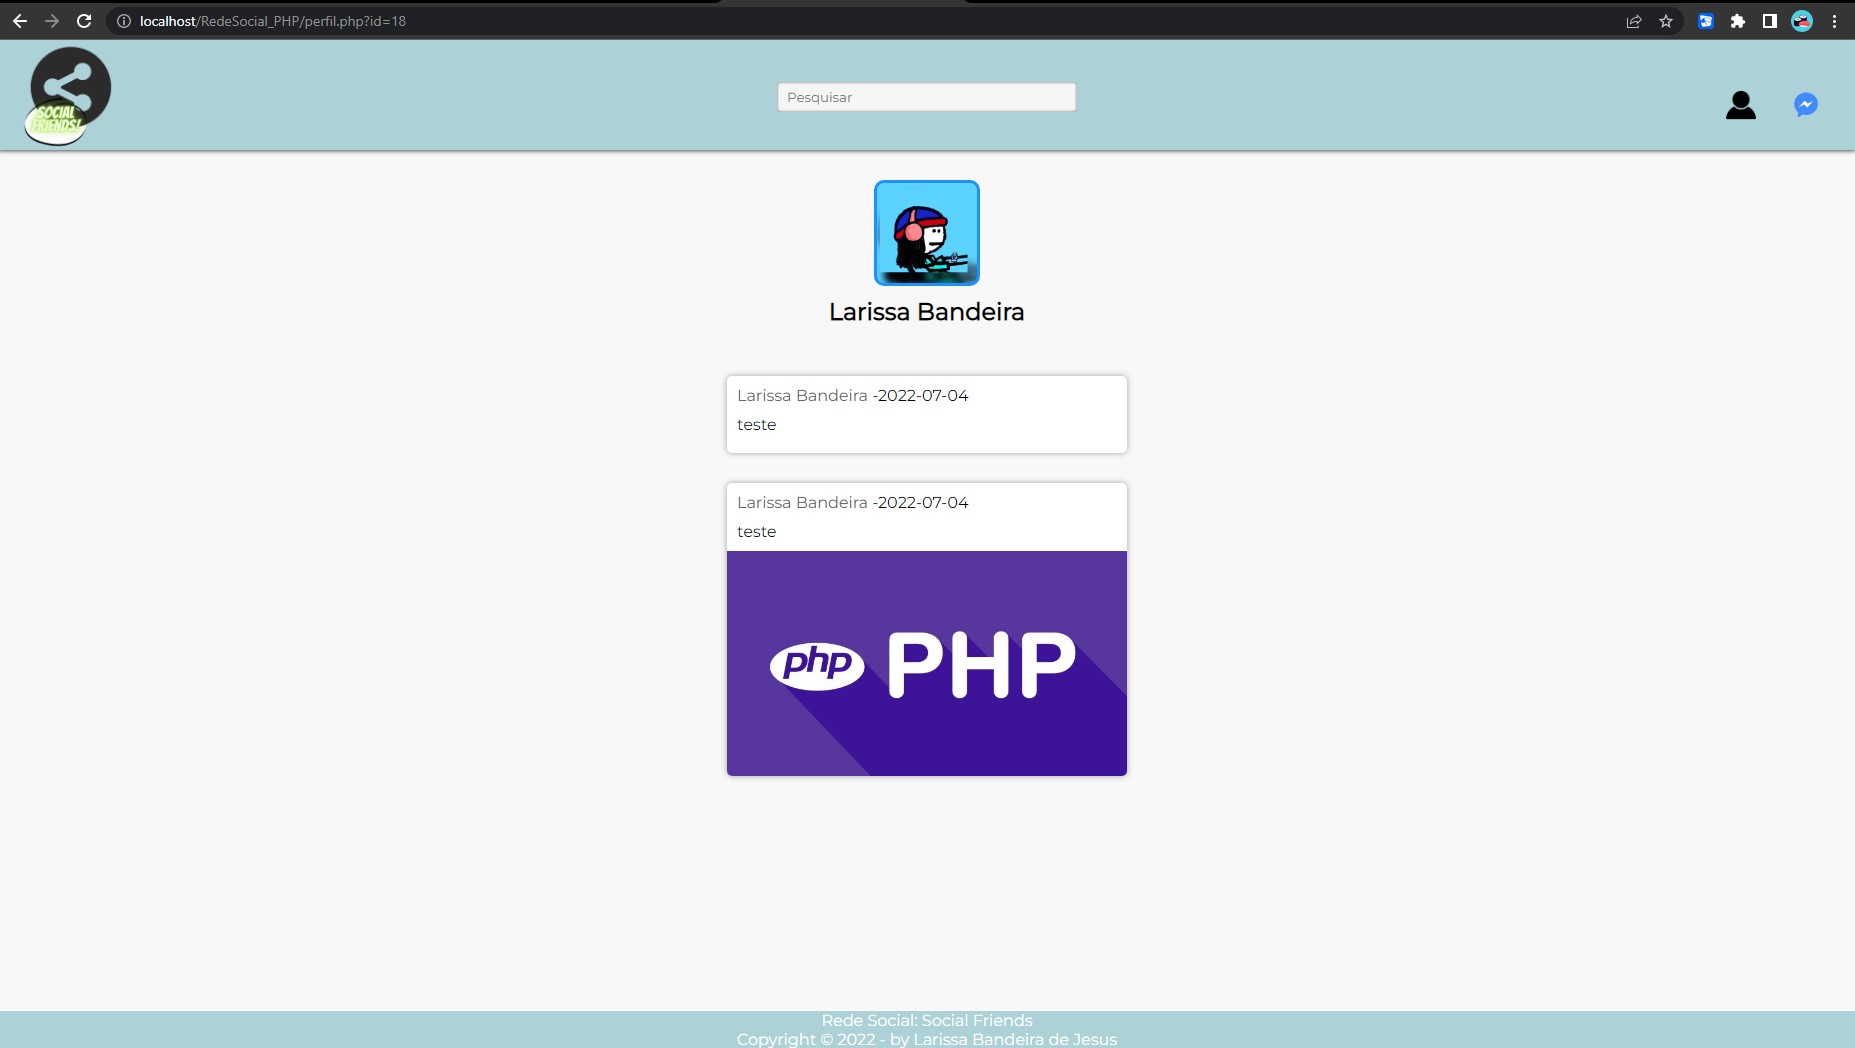 localhost/RedeSocial_PHP/perfil.php?id=18
SOCIAL
FRIENDS!
Pesquisar
Larissa Bandeira
Larissa Bandeira -2022-07-04
teste
Larissa Bandeira -2022-07-04
teste
php PHP
Rede Social: Social Friends
Copyright © 2022 - by Larissa Bandeira de Jesus